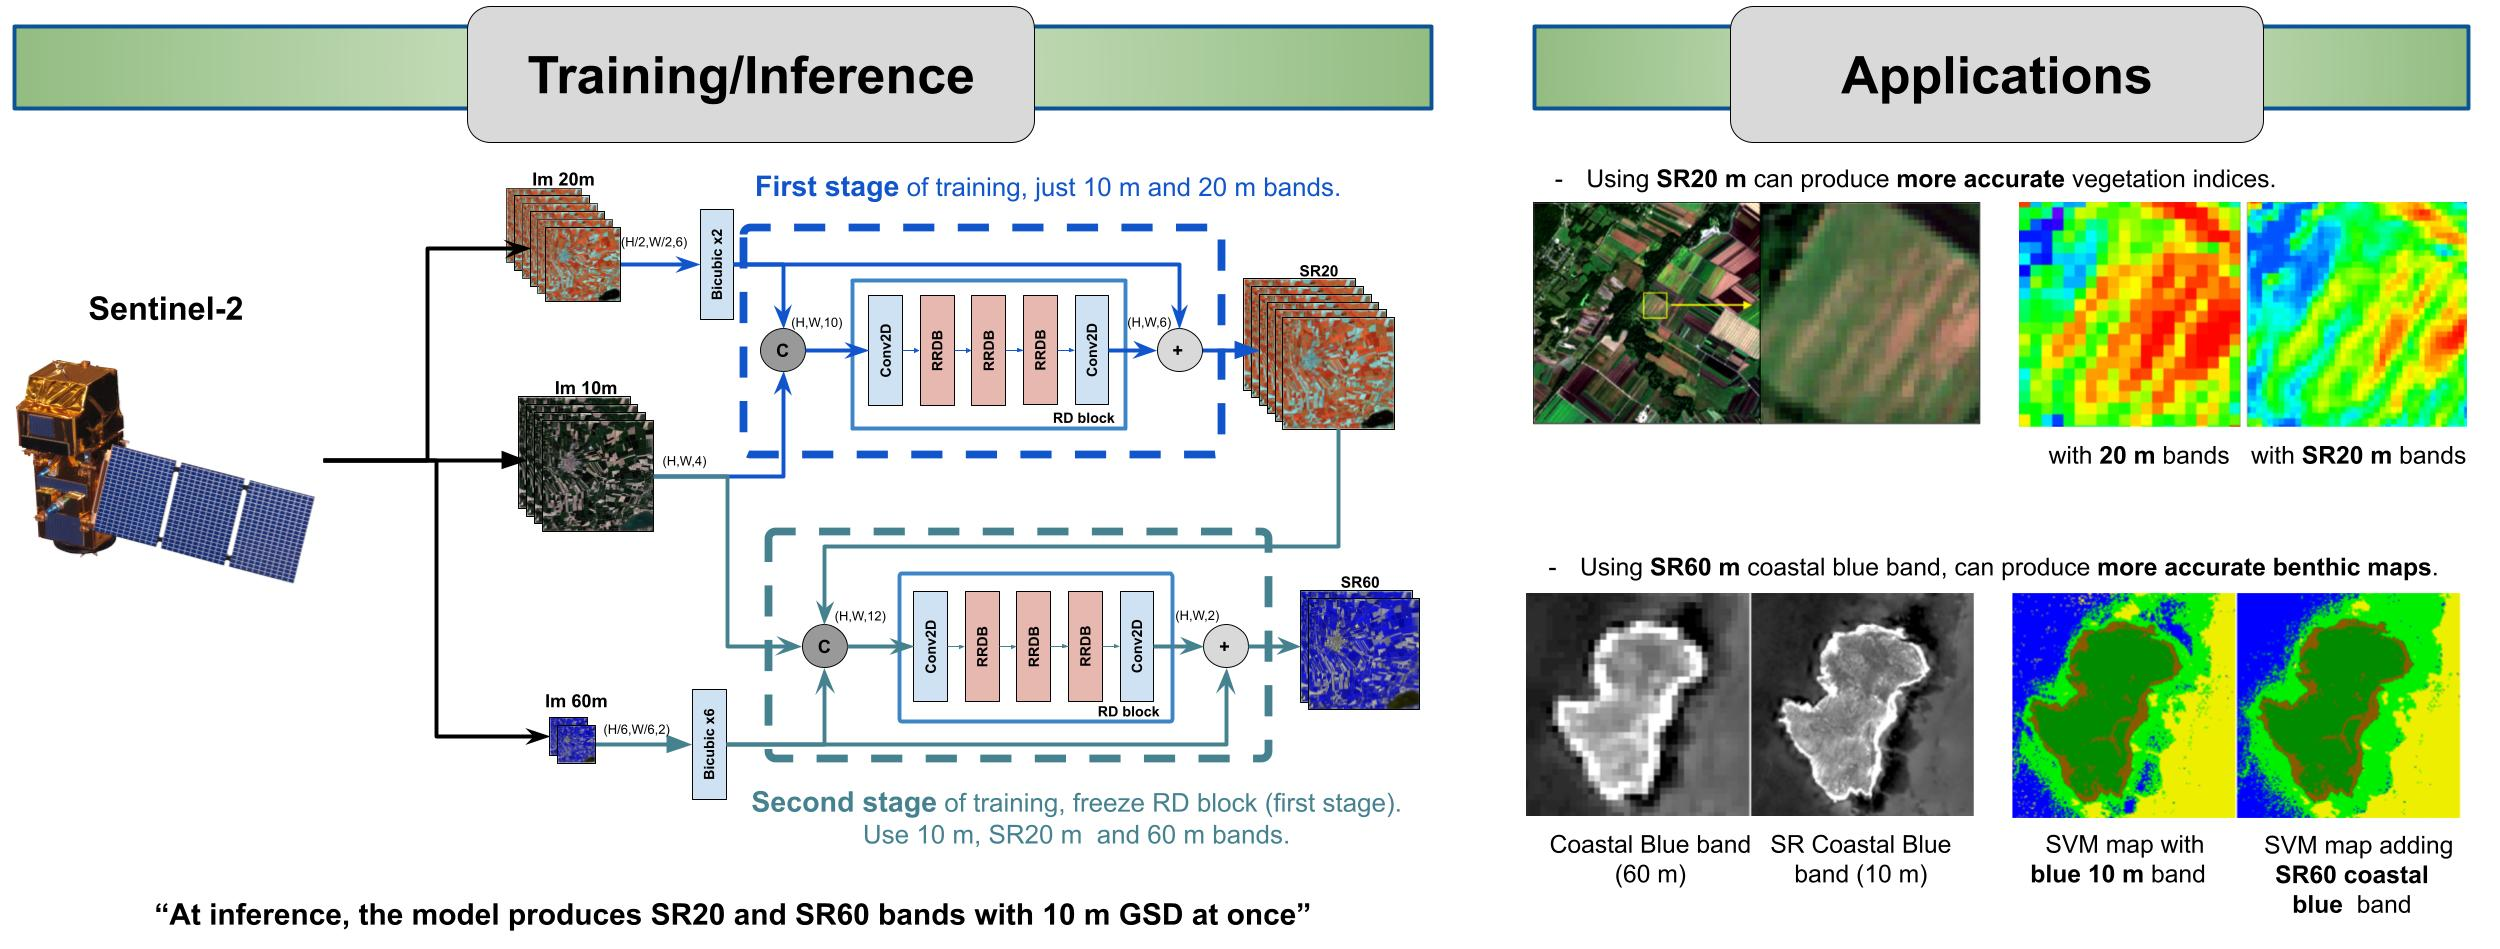 Training/Inference
Sentinel-2
Im 20m
(H/2,W/2,6)
Bicubic x2
First stage of training, just 10 m and 20 m bands.
(H,W,10)
C
Conv2D
RRDB
RRDB
RRDB
Conv2D
RD block
(H,W,6)
+
SR20
Im 10m
(H,W,4)
Im 60m
(H/6,W/6,2)
Bicubic x6
(H,W,12)
C
Conv2D
RRDB
RRDB
RRDB
Conv2D
RD block
(H,W,2)
+
SR60
Second stage of training, freeze RD block (first stage).
Use 10 m, SR20 m and 60 m bands.
“At inference, the model produces SR20 and SR60 bands with 10 m GSD at once”
Applications
- Using SR20 m can produce more accurate vegetation indices.
with 20 m bands
with SR20 m bands
- Using SR60 m coastal blue band, can produce more accurate benthic maps.
Coastal Blue band
(60 m)
SR Coastal Blue
band (10 m)
SVM map with
blue 10 m band
SVM map adding
SR60 coastal
blue band